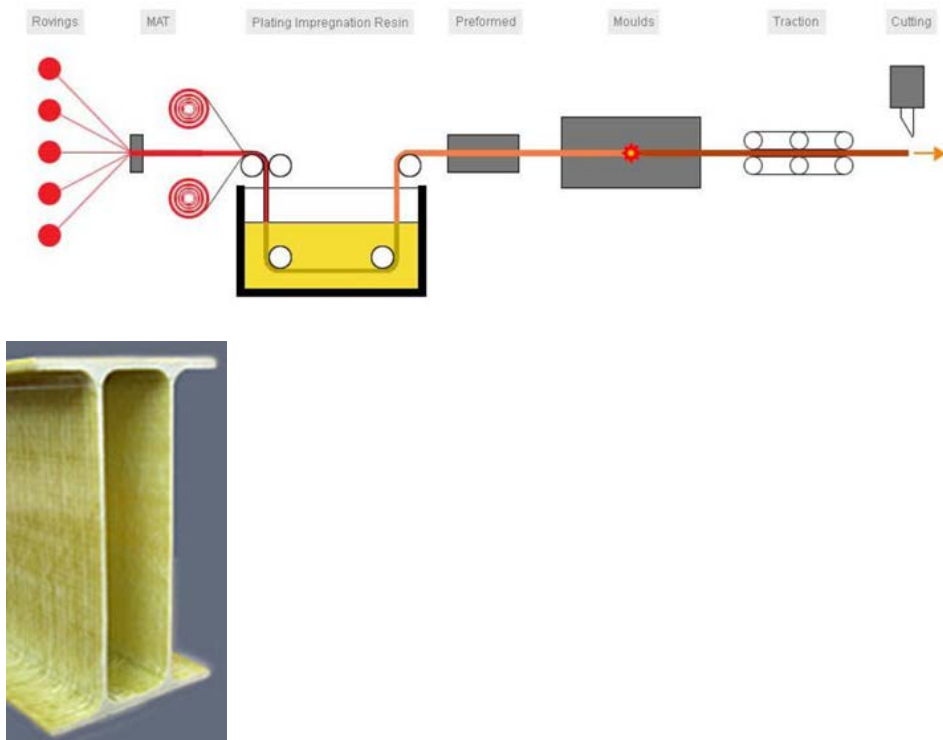 Rovings
MAT
Plating Impregnation Resin
Preformed
Moulds
Traction
Cutting